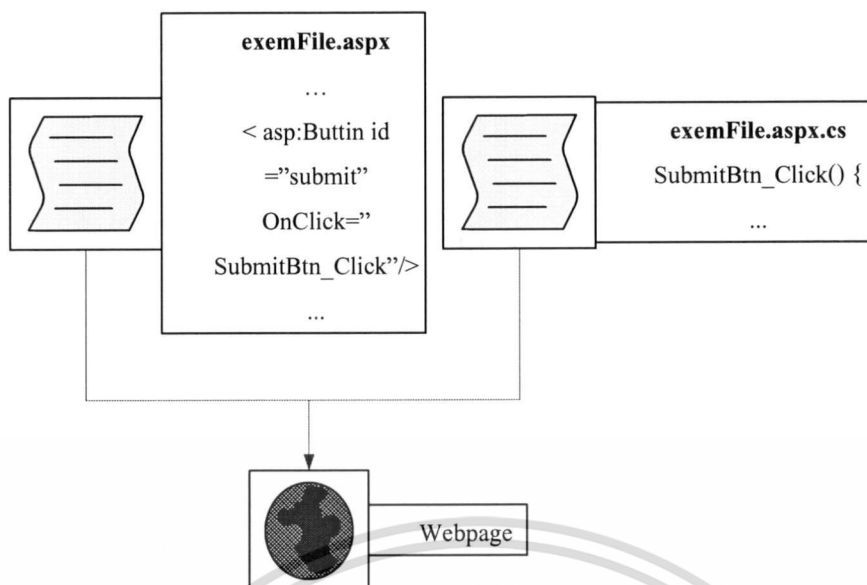 exemFile.aspx
…
< asp:Buttin id
=”submit”
OnClick=”
SubmitBtn_Click”/>
...
exemFile.aspx.cs
SubmitBtn_Click() {
...
Webpage